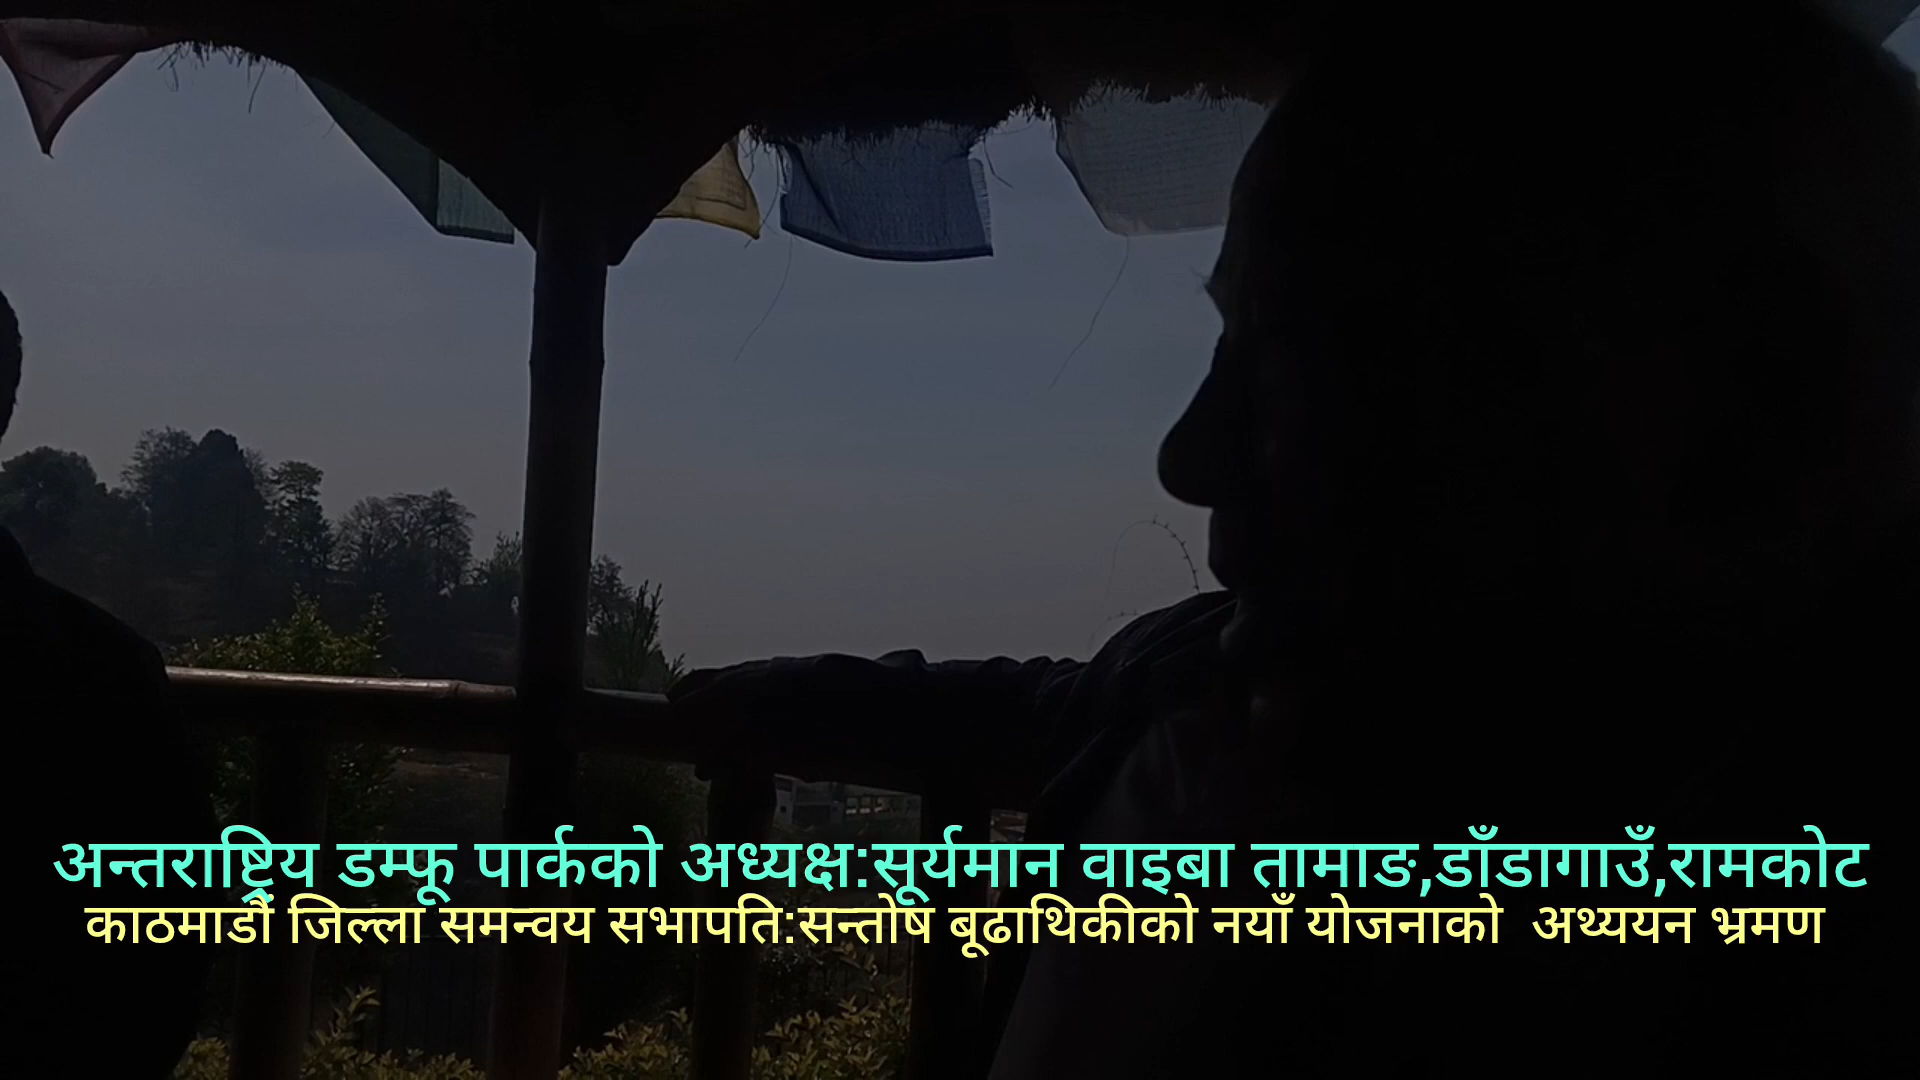 अन्तराष्ट्रिय डम्फू पार्कको अध्यक्ष:सूर्यमान वाइबा तामाङ,डाँडागाउँ,रामकोट
काठमाडौं जिल्ला समन्वय सभापति:सन्तोष बूढाथिकीको नयाँ योजनाको  अथ्ययन भ्रमण